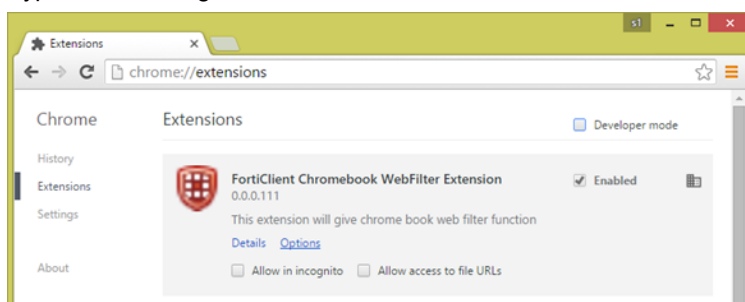 s1
Extensions
chrome://extensions
Chrome
Extensions
Developer mode
History
Extensions
Settings
About
FortiClient Chromebook WebFilter Extension
Enabled
0.0.0.111
This extension will give chrome book web filter function
Details Options
Allow in incognito Allow access to file URLs